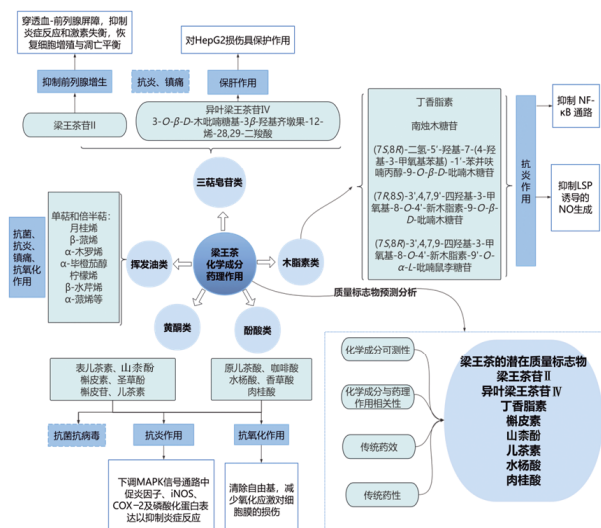 穿透血-前列腺屏障，抑制
炎症反应和激素失衡，恢
复细胞增殖与凋亡平衡
对HepG2损伤具保护作用
抑制前列腺增生
抗炎、镇痛
保肝作用
梁王茶苷II
异叶梁王茶苷IV
3-O-β-D-木吡喃糖基-3β-羟基齐墩果-12-
烯-28,29-二羧酸
三萜皂苷类
丁香脂素
南烛木糖苷
(7S,8R)-二氢-5′-羟基-7-(4-羟
基-3-甲氧基苯基) -1′-苯并呋
喃丙醇-9-O-β-D-吡喃木糖苷
(7R,8S)-3′,4,7,9′-四羟基-3-甲
氧基-8-O-4′-新木脂素-9-O-β-
D-吡喃木糖苷
(7S,8R)-3′,4,7,9-四羟基-3-甲
氧基-8-O-4′-新木脂素-9′-O-
α-L-吡喃鼠李糖苷
抗
炎
作
用
抑制 NF-
κB 通路
抑制LSP
诱导的
NO生成
抗菌、
抗炎、
镇痛、
抗氧化
作用
单萜和倍半萜：
月桂烯
β-蒎烯
α-木罗烯
α-毕橙茄醇
柠檬烯
β-水芹烯
α-蒎烯等
挥发油类
梁王茶
化学成分
药理作用
木脂素类
黄酮类
酚酸类
质量标志物预测分析
表儿茶素、山柰酚
槲皮素、圣草酚
槲皮苷、儿茶素
原儿茶酸、咖啡酸
水杨酸、香草酸
肉桂酸
抗菌抗病毒
抗炎作用
抗氧化作用
下调MAPK信号通路中
促炎因子、iNOS、
COX-2及磷酸化蛋白表
达以抑制炎症反应
清除自由基，减
少氧化应激对细
胞膜的损伤
化学成分可测性
化学成分与药理
作用相关性
传统药效
传统药性
梁王茶的潜在质量标志物
梁王茶苷Ⅱ
异叶梁王茶苷Ⅳ
丁香脂素
槲皮素
山柰酚
儿茶素
水杨酸
肉桂酸